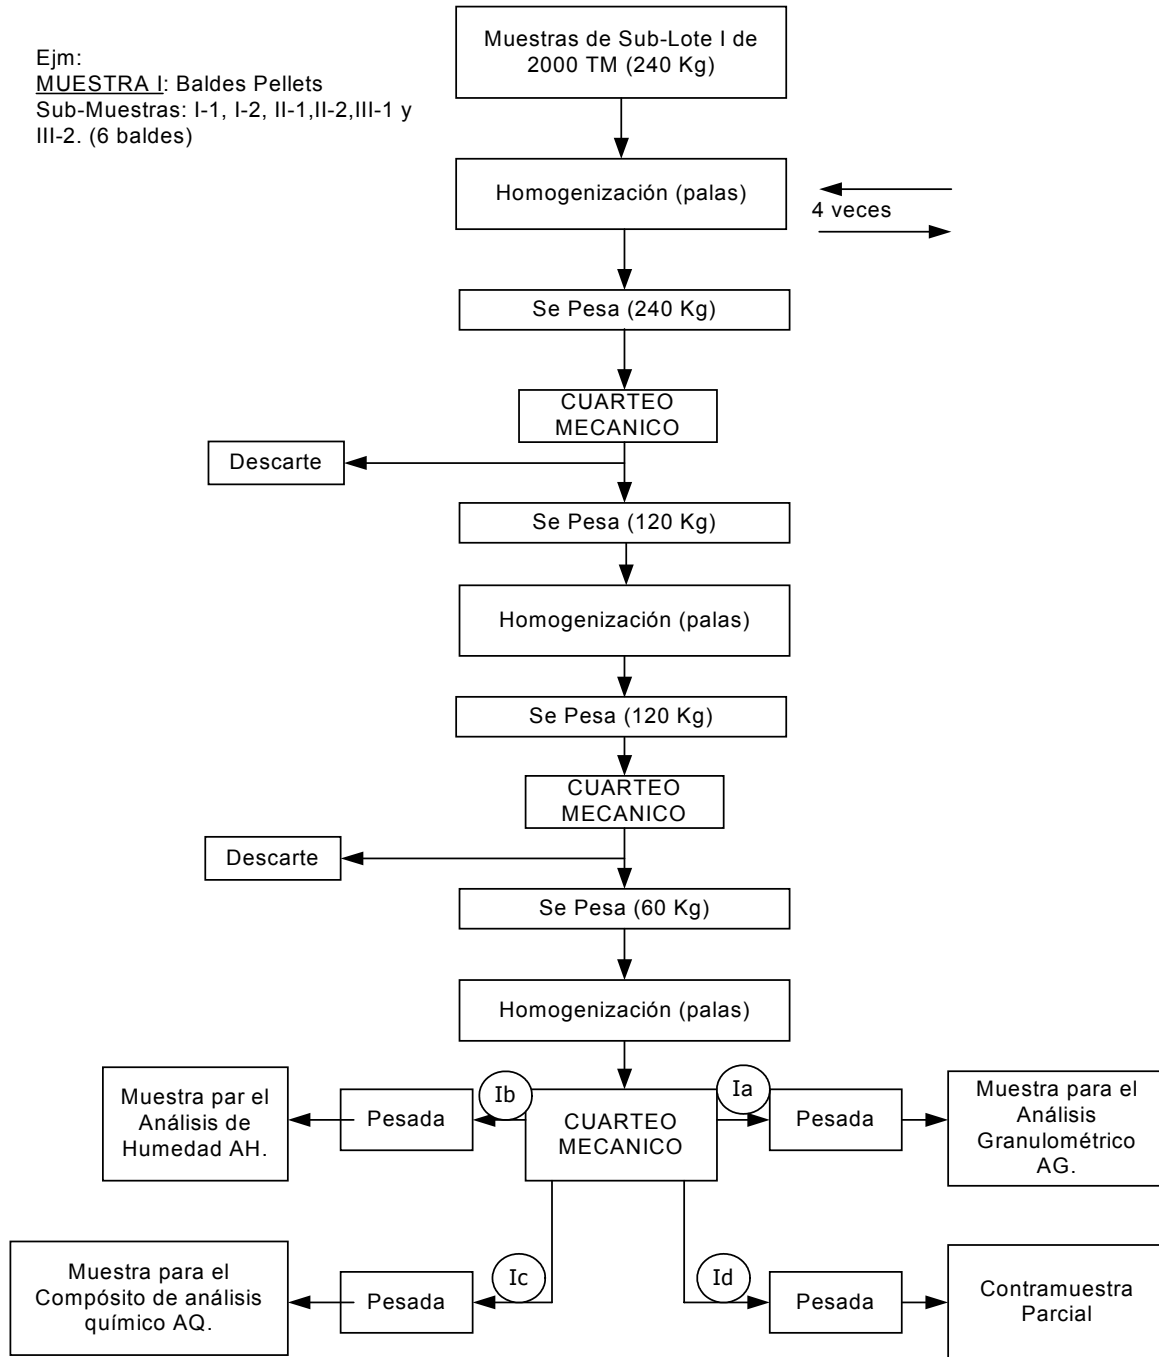 Ejm:
MUESTRA I: Baldes Pellets
Sub-Muestras: I-1, I-2, II-1,II-2,III-1 y
III-2. (6 baldes)
Muestras de Sub-Lote I de
2000 TM (240 Kg)
Homogenización (palas)
4 veces
Se Pesa (240 Kg)
CUARTEO
MECANICO
Descarte
Se Pesa (120 Kg)
Homogenización (palas)
Se Pesa (120 Kg)
CUARTEO
MECANICO
Descarte
Se Pesa (60 Kg)
Homogenización (palas)
Muestra par el
Análisis de
Humedad AH.
Pesada
Ib
CUARTEO
MECANICO
Ia
Pesada
Muestra para el
Análisis
Granulométrico
AG.
Muestra para el
Compósito de análisis
químico AQ.
Pesada
Ic
Id
Pesada
Contramuestra
Parcial